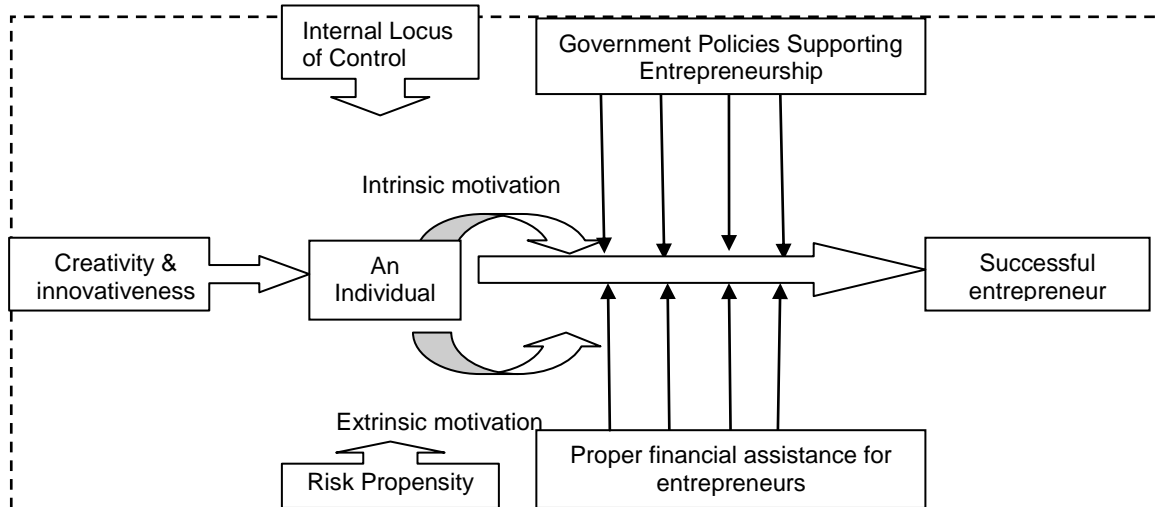 Internal Locus
of Control
Government Policies Supporting
Entrepreneurship
Intrinsic motivation
Creativity &
innovativeness
An
Individual
Successful
entrepreneur
Extrinsic motivation
Risk Propensity
Proper financial assistance for
entrepreneurs